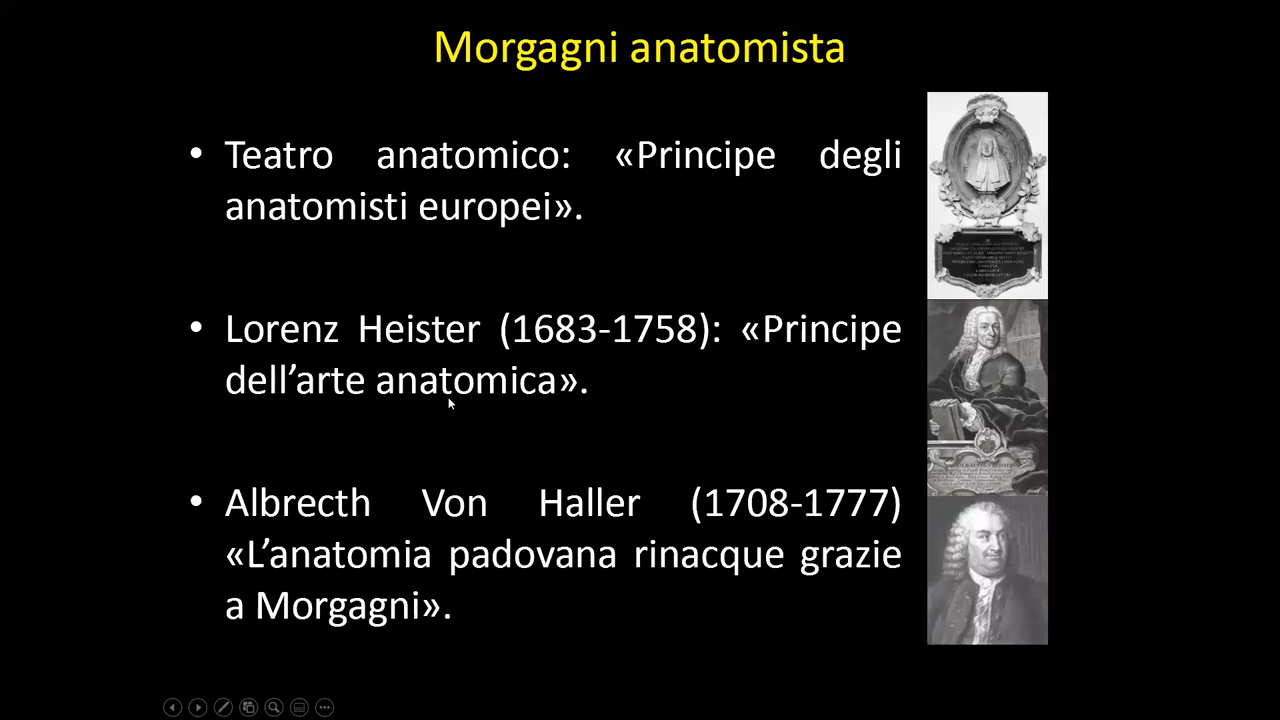 Morgagni anatomista
• Teatro anatomico: «Principe degli
anatomisti europei».
• Lorenz Heister (1683-1758): «Principe
dell’arte anatomica».
• Albrecth Von Haller (1708-1777)
«L’anatomia padovana rinacque grazie
a Morgagni».